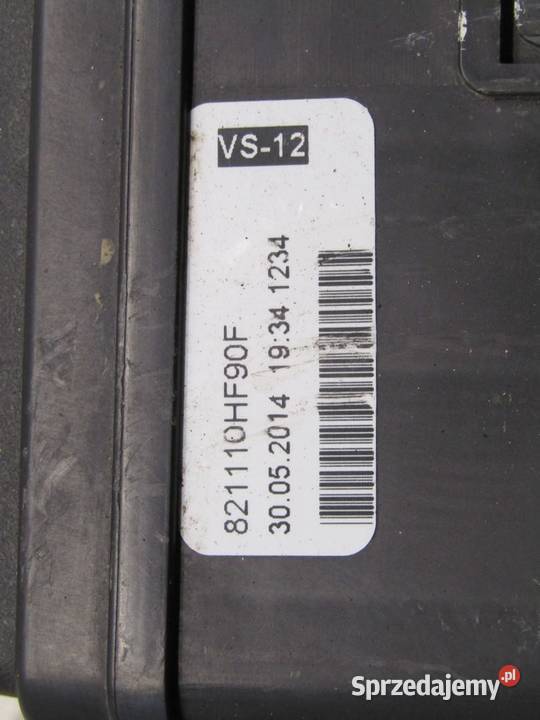 VS-12
821110HF90F
30.05.2014 19:34 1234
Sprzedajemy.pl